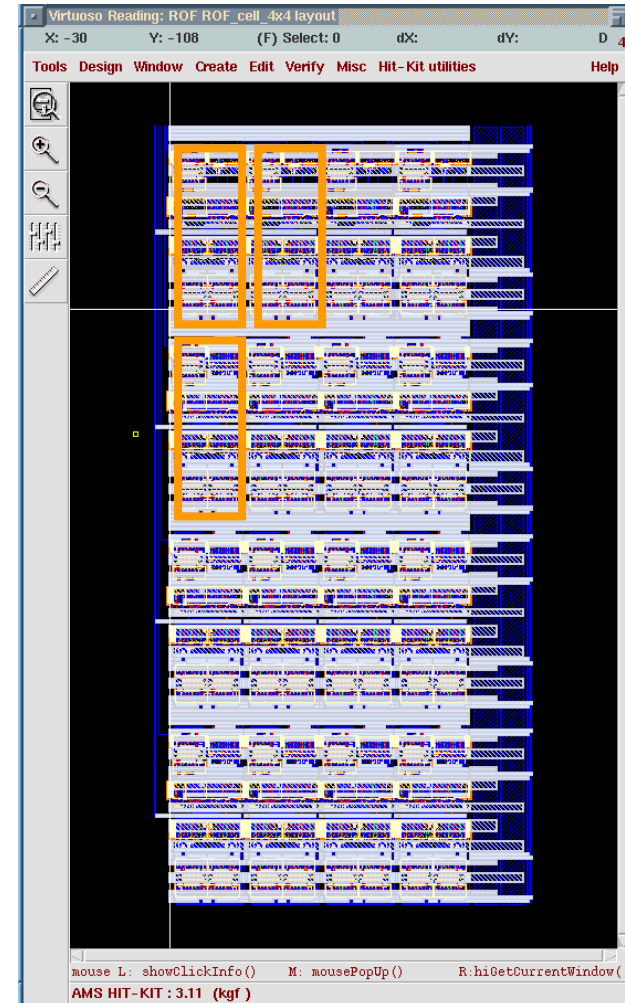 Virtuoso Reading: ROF ROF_cell_4x4 layout
X: -30 Y: -108 (F) Select: 0 dX: dY: D 4
Tools Design Window Create Edit Verify Misc Hit-Kit utilities Help
mouse L: showClickInfo() M: mousePopUp() R:hiGetCurrentWindow(
AMS HIT-KIT : 3.11 (kgf )